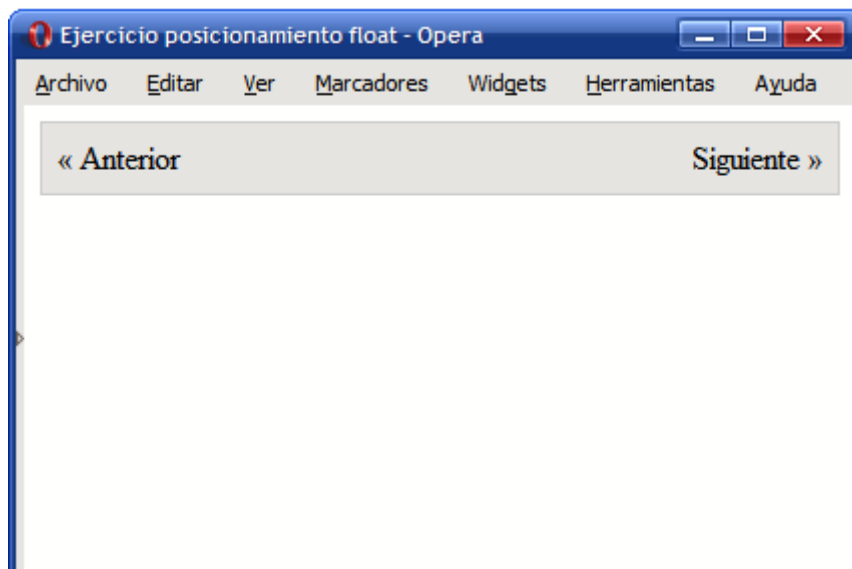 Ejercicio posicionamiento float - Opera
Archivo Editar Ver Marcadores Widgets Herramientas Ayuda
« Anterior Siguiente »